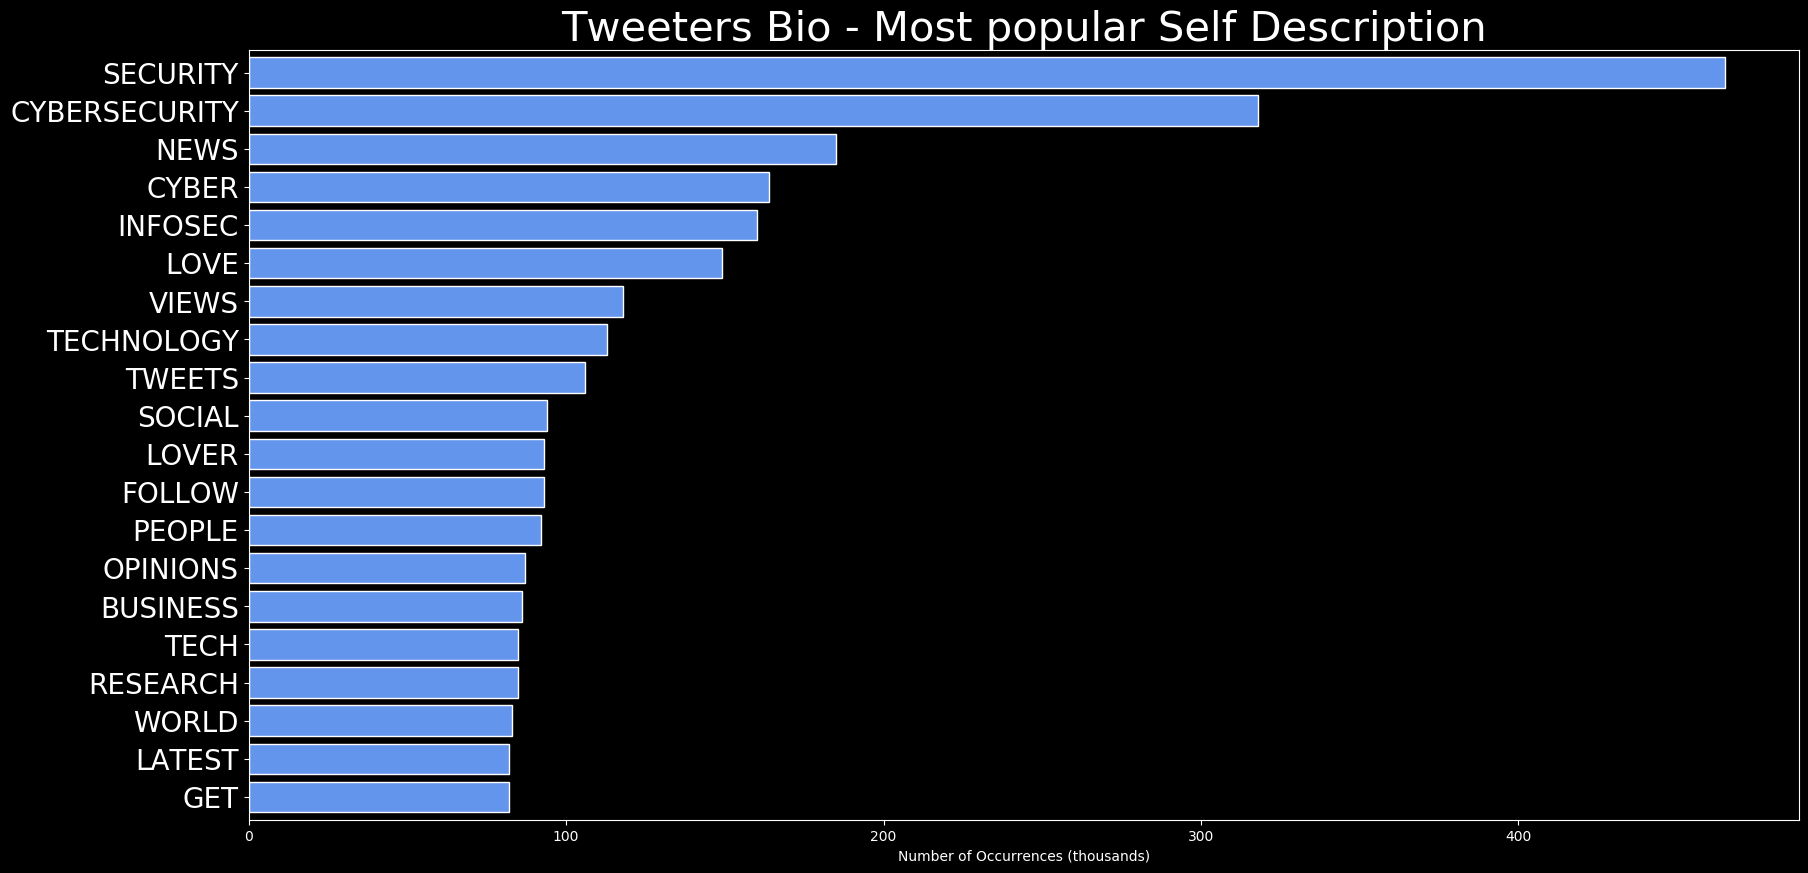 Tweeters Bio - Most popular Self Description
SECURITY
CYBERSECURITY
NEWS
CYBER
INFOSEC
LOVE
VIEWS
TECHNOLOGY
TWEETS
SOCIAL
LOVER
FOLLOW
PEOPLE
OPINIONS
BUSINESS
TECH
RESEARCH
WORLD
LATEST
GET
0 100 200 300 400
Number of Occurrences (thousands)